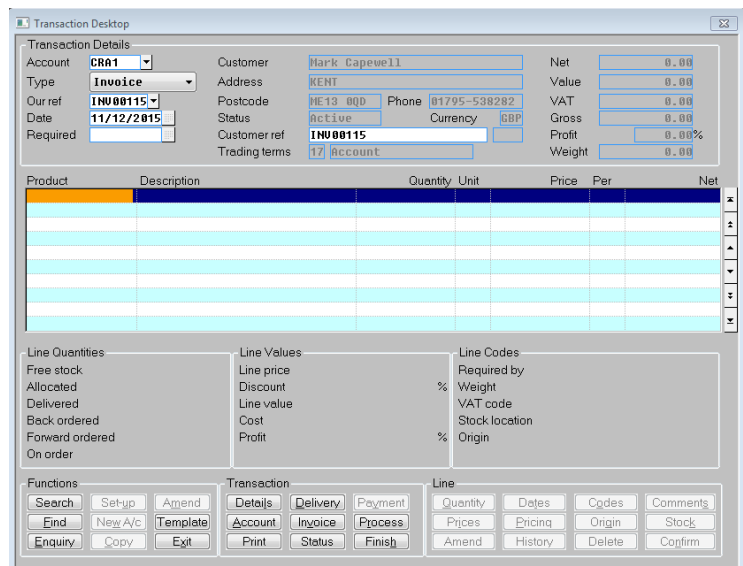 Transaction Desktop
Transaction Details
Account CRA1 Customer Mark Capewell Net 0.00
Type Invoice Address KENT Value 0.00
Our ref INV00115 Postcode ME13 0QD Phone 01795-538282 VAT 0.00
Date 11/12/2015 Status Active Currency GBP Gross 0.00
Required Customer ref INV00115 Profit 0.00%
Trading terms 17 Account Weight 0.00
Product Description Quantity Unit Price Per Net
Line Quantities Line Values Line Codes
Free stock Line price Required by
Allocated Discount % Weight
Delivered Line value VAT code
Back ordered Cost Stock location
Forward ordered Profit % Origin
On order
Functions Transaction Line
Search Set-up Amend Details Delivery Payment Quantity Dates Codes Comments
Find New A/c Template Account Invoice Process Prices Pricing Origin Stock
Enquiry Copy Exit Print Status Finish Amend History Delete Confirm